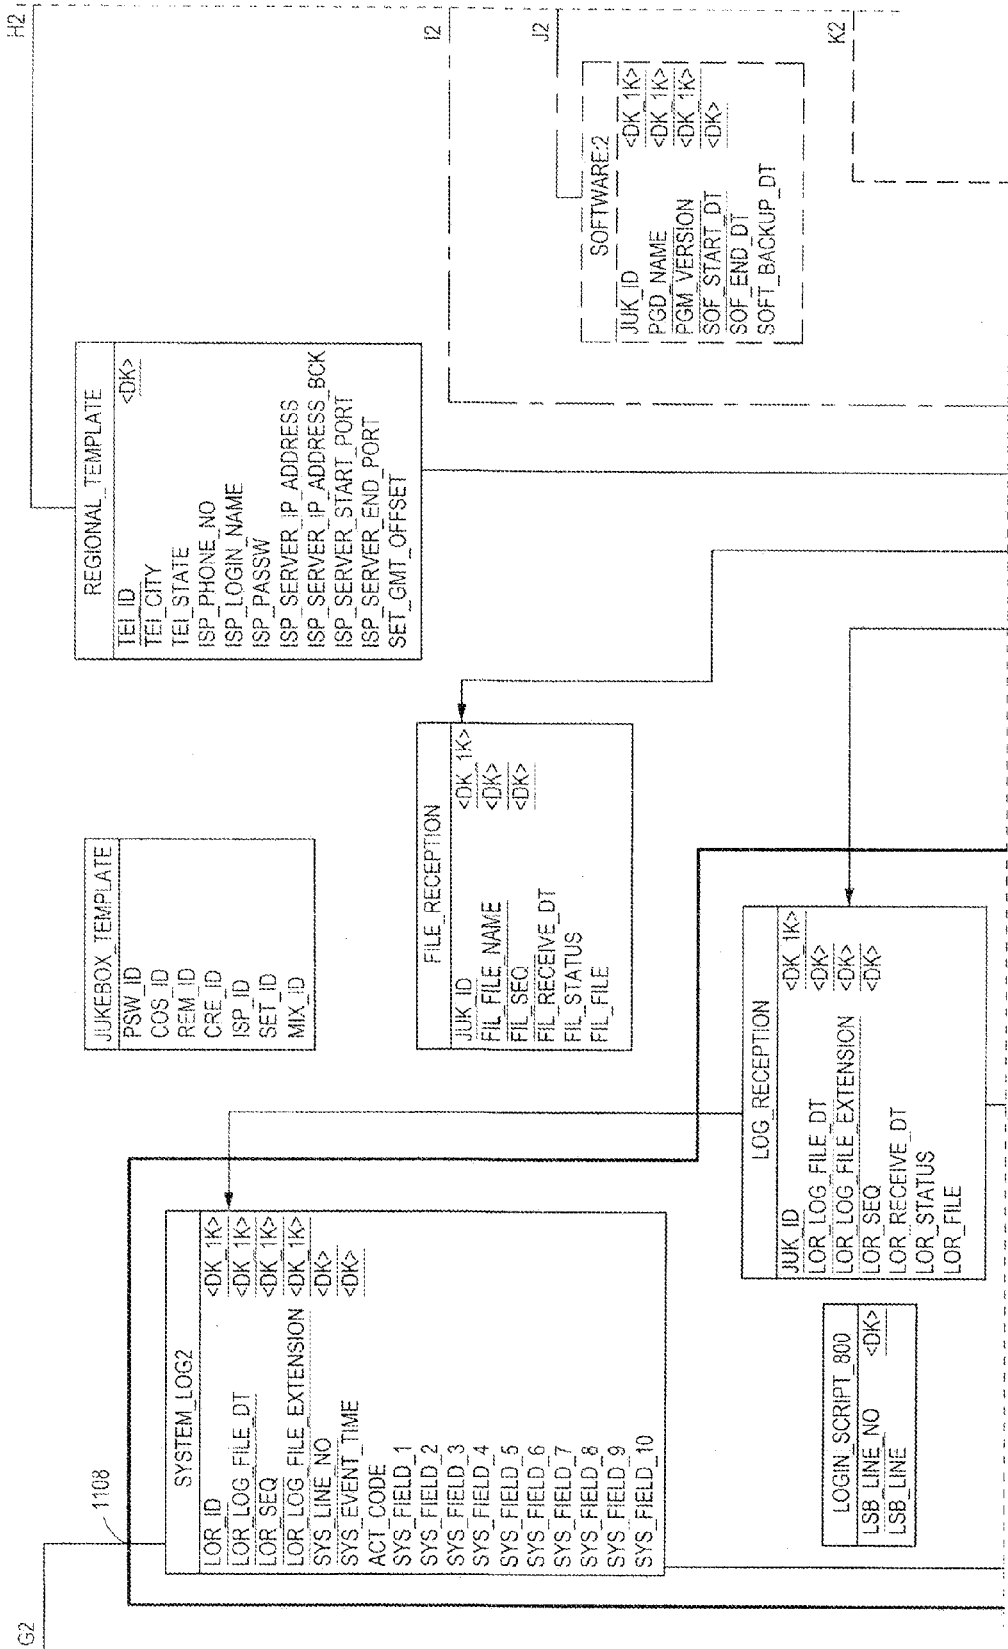 G2
1108
SYSTEM_LOG2
LOR_ID <DK_1K>
LOR_LOG_FILE_DT <DK_1K>
LOR_SEQ <DK_1K>
LOR_LOG_FILE_EXTENSION <DK_1K>
SYS_LINE_NO <DK>
SYS_EVENT_TIME <DK>
ACT_CODE
SYS_FIELD_1
SYS_FIELD_2
SYS_FIELD_3
SYS_FIELD_4
SYS_FIELD_5
SYS_FIELD_6
SYS_FIELD_7
SYS_FIELD_8
SYS_FIELD_9
SYS_FIELD_10
JUKEBOX_TEMPLATE
PSW_ID
COS_ID
REM_ID
CRE_ID
ISP_ID
SET_ID
MIX_ID
REGIONAL_TEMPLATE
TEI_ID <DK>
TEI_CITY
TEI_STATE
ISP_PHONE_NO
ISP_LOGIN_NAME
ISP_PASSW
ISP_SERVER_IP_ADDRESS
ISP_SERVER_IP_ADDRESS_BCK
ISP_SERVER_START_PORT
ISP_SERVER_END_PORT
SET_GMT_OFFSET
H2
FILE_RECEPTION
JUK_ID <DK_1K>
FIL_FILE_NAME <DK>
FIL_SEQ <DK>
FIL_RECEIVE_DT
FIL_STATUS
FIL_FILE
I2
J2
SOFTWARE:2
JUK_ID <DK_1K>
PGD_NAME <DK_1K>
PGM_VERSION <DK_1K>
SOF_START_DT <DK>
SOF_END_DT
SOFT_BACKUP_DT
K2
LOG_RECEPTION
JUK_ID <DK_1K>
LOR_LOG_FILE_DT <DK>
LOR_LOG_FILE_EXTENSION <DK>
LOR_SEQ <DK>
LOR_RECEIVE_DT
LOR_STATUS
LOR_FILE
LOGIN_SCRIPT_800
LSB_LINE_NO <DK>
LSB_LINE